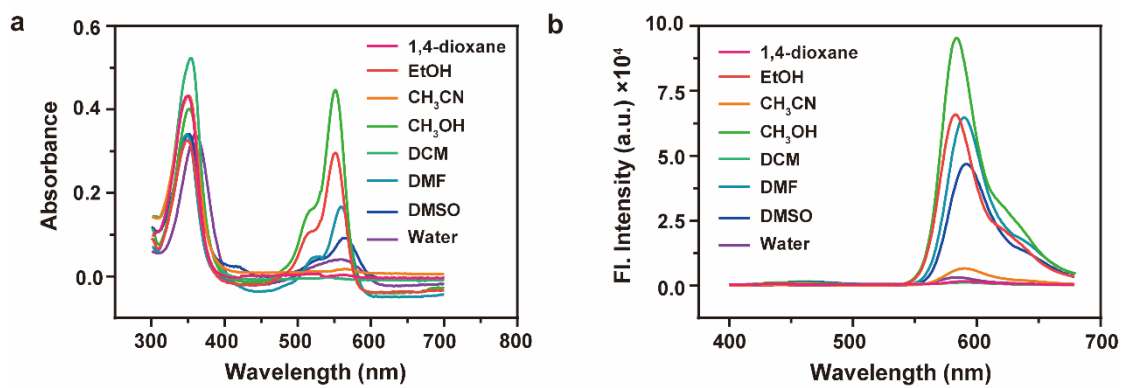 a
0.6
0.4
0.2
0.0
Absorbance
300 400 500 600 700 800
Wavelength (nm)
1,4-dioxane
EtOH
CH₃CN
CH₃OH
DCM
DMF
DMSO
Water
b
10.0
7.5
5.0
2.5
0.0
Fl. Intensity (a.u.) ×10⁴
400 500 600 700
Wavelength (nm)
1,4-dioxane
EtOH
CH₃CN
CH₃OH
DCM
DMF
DMSO
Water